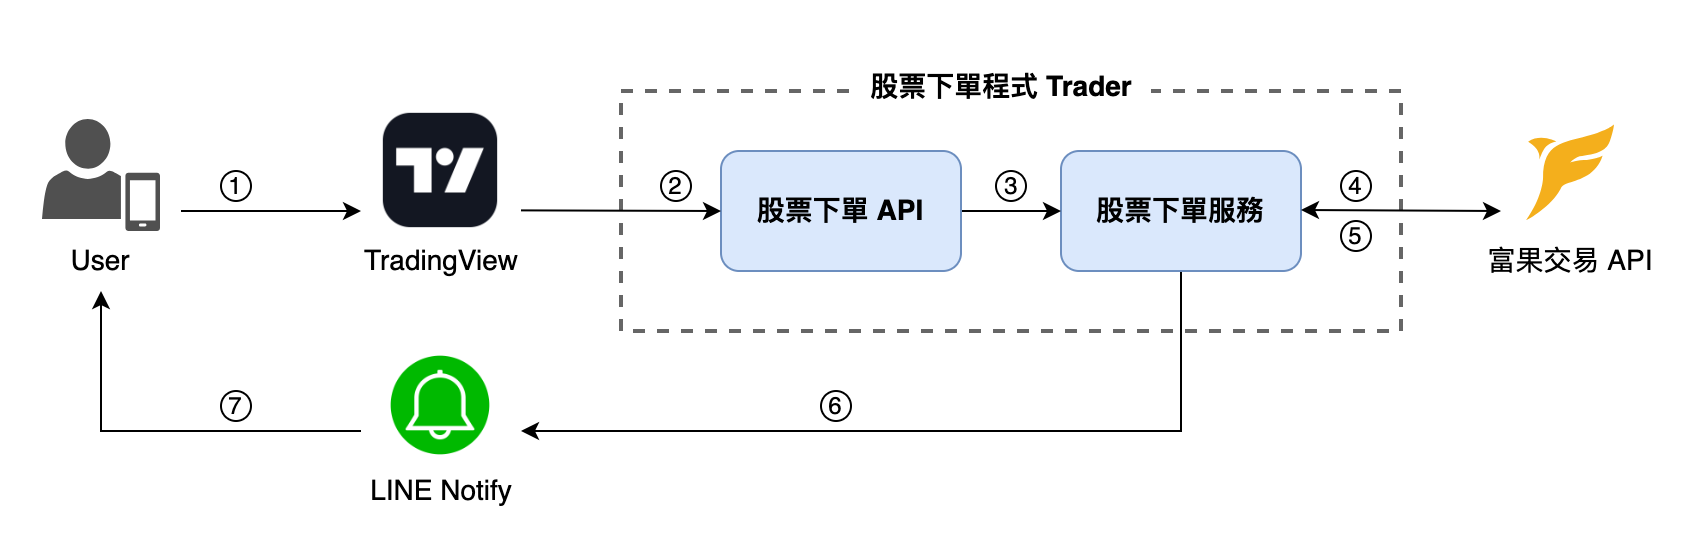 股票下單程式 Trader
①
②
③
④
⑤
股票下單 API
股票下單服務
User
TradingView
富果交易 API
⑦
⑥
LINE Notify